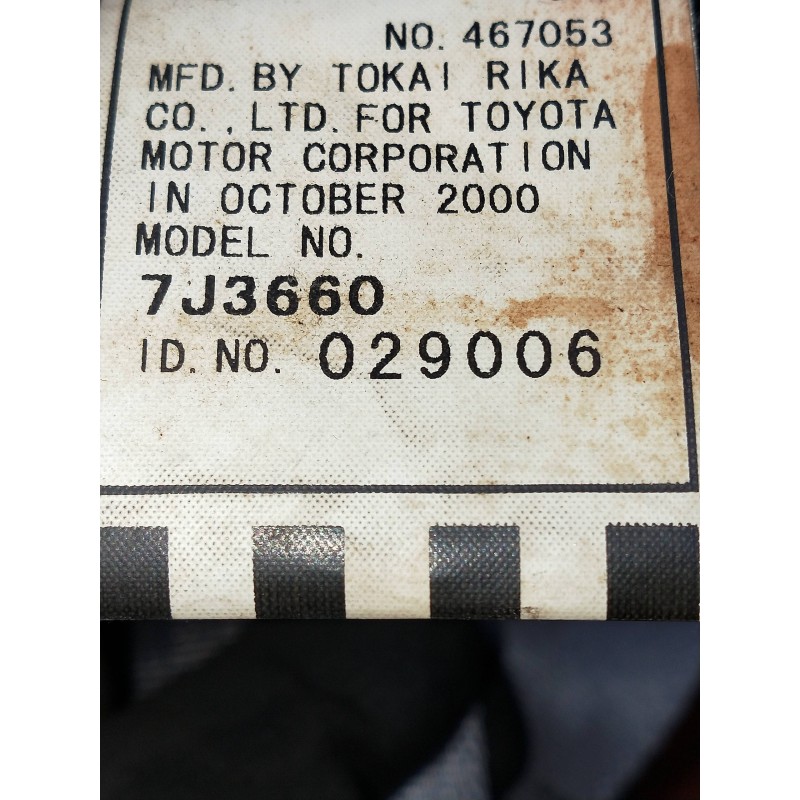 NO. 467053
MFD. BY TOKAI RIKA
CO., LTD. FOR TOYOTA
MOTOR CORPORATION
IN OCTOBER 2000
MODEL NO.
7J3660
ID. NO. 029006